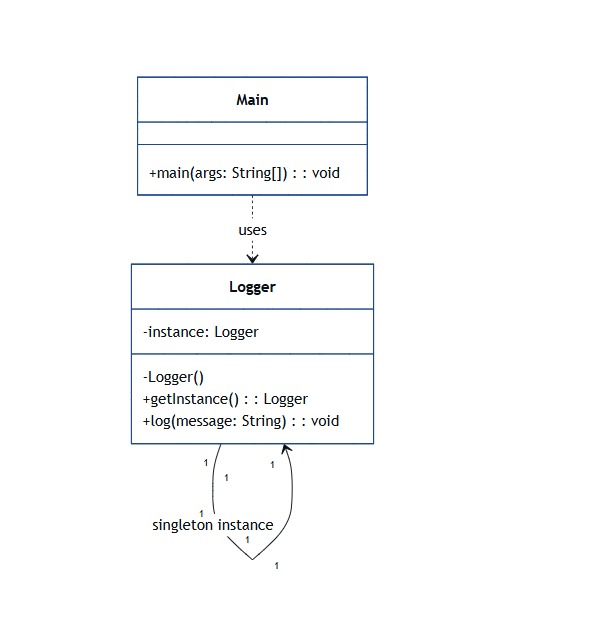 Main
+main(args: String[]) : : void
uses
Logger
-instance: Logger
-Logger()
+getInstance() : : Logger
+log(message: String) : : void
1
1
1
1
singleton instance
1
1